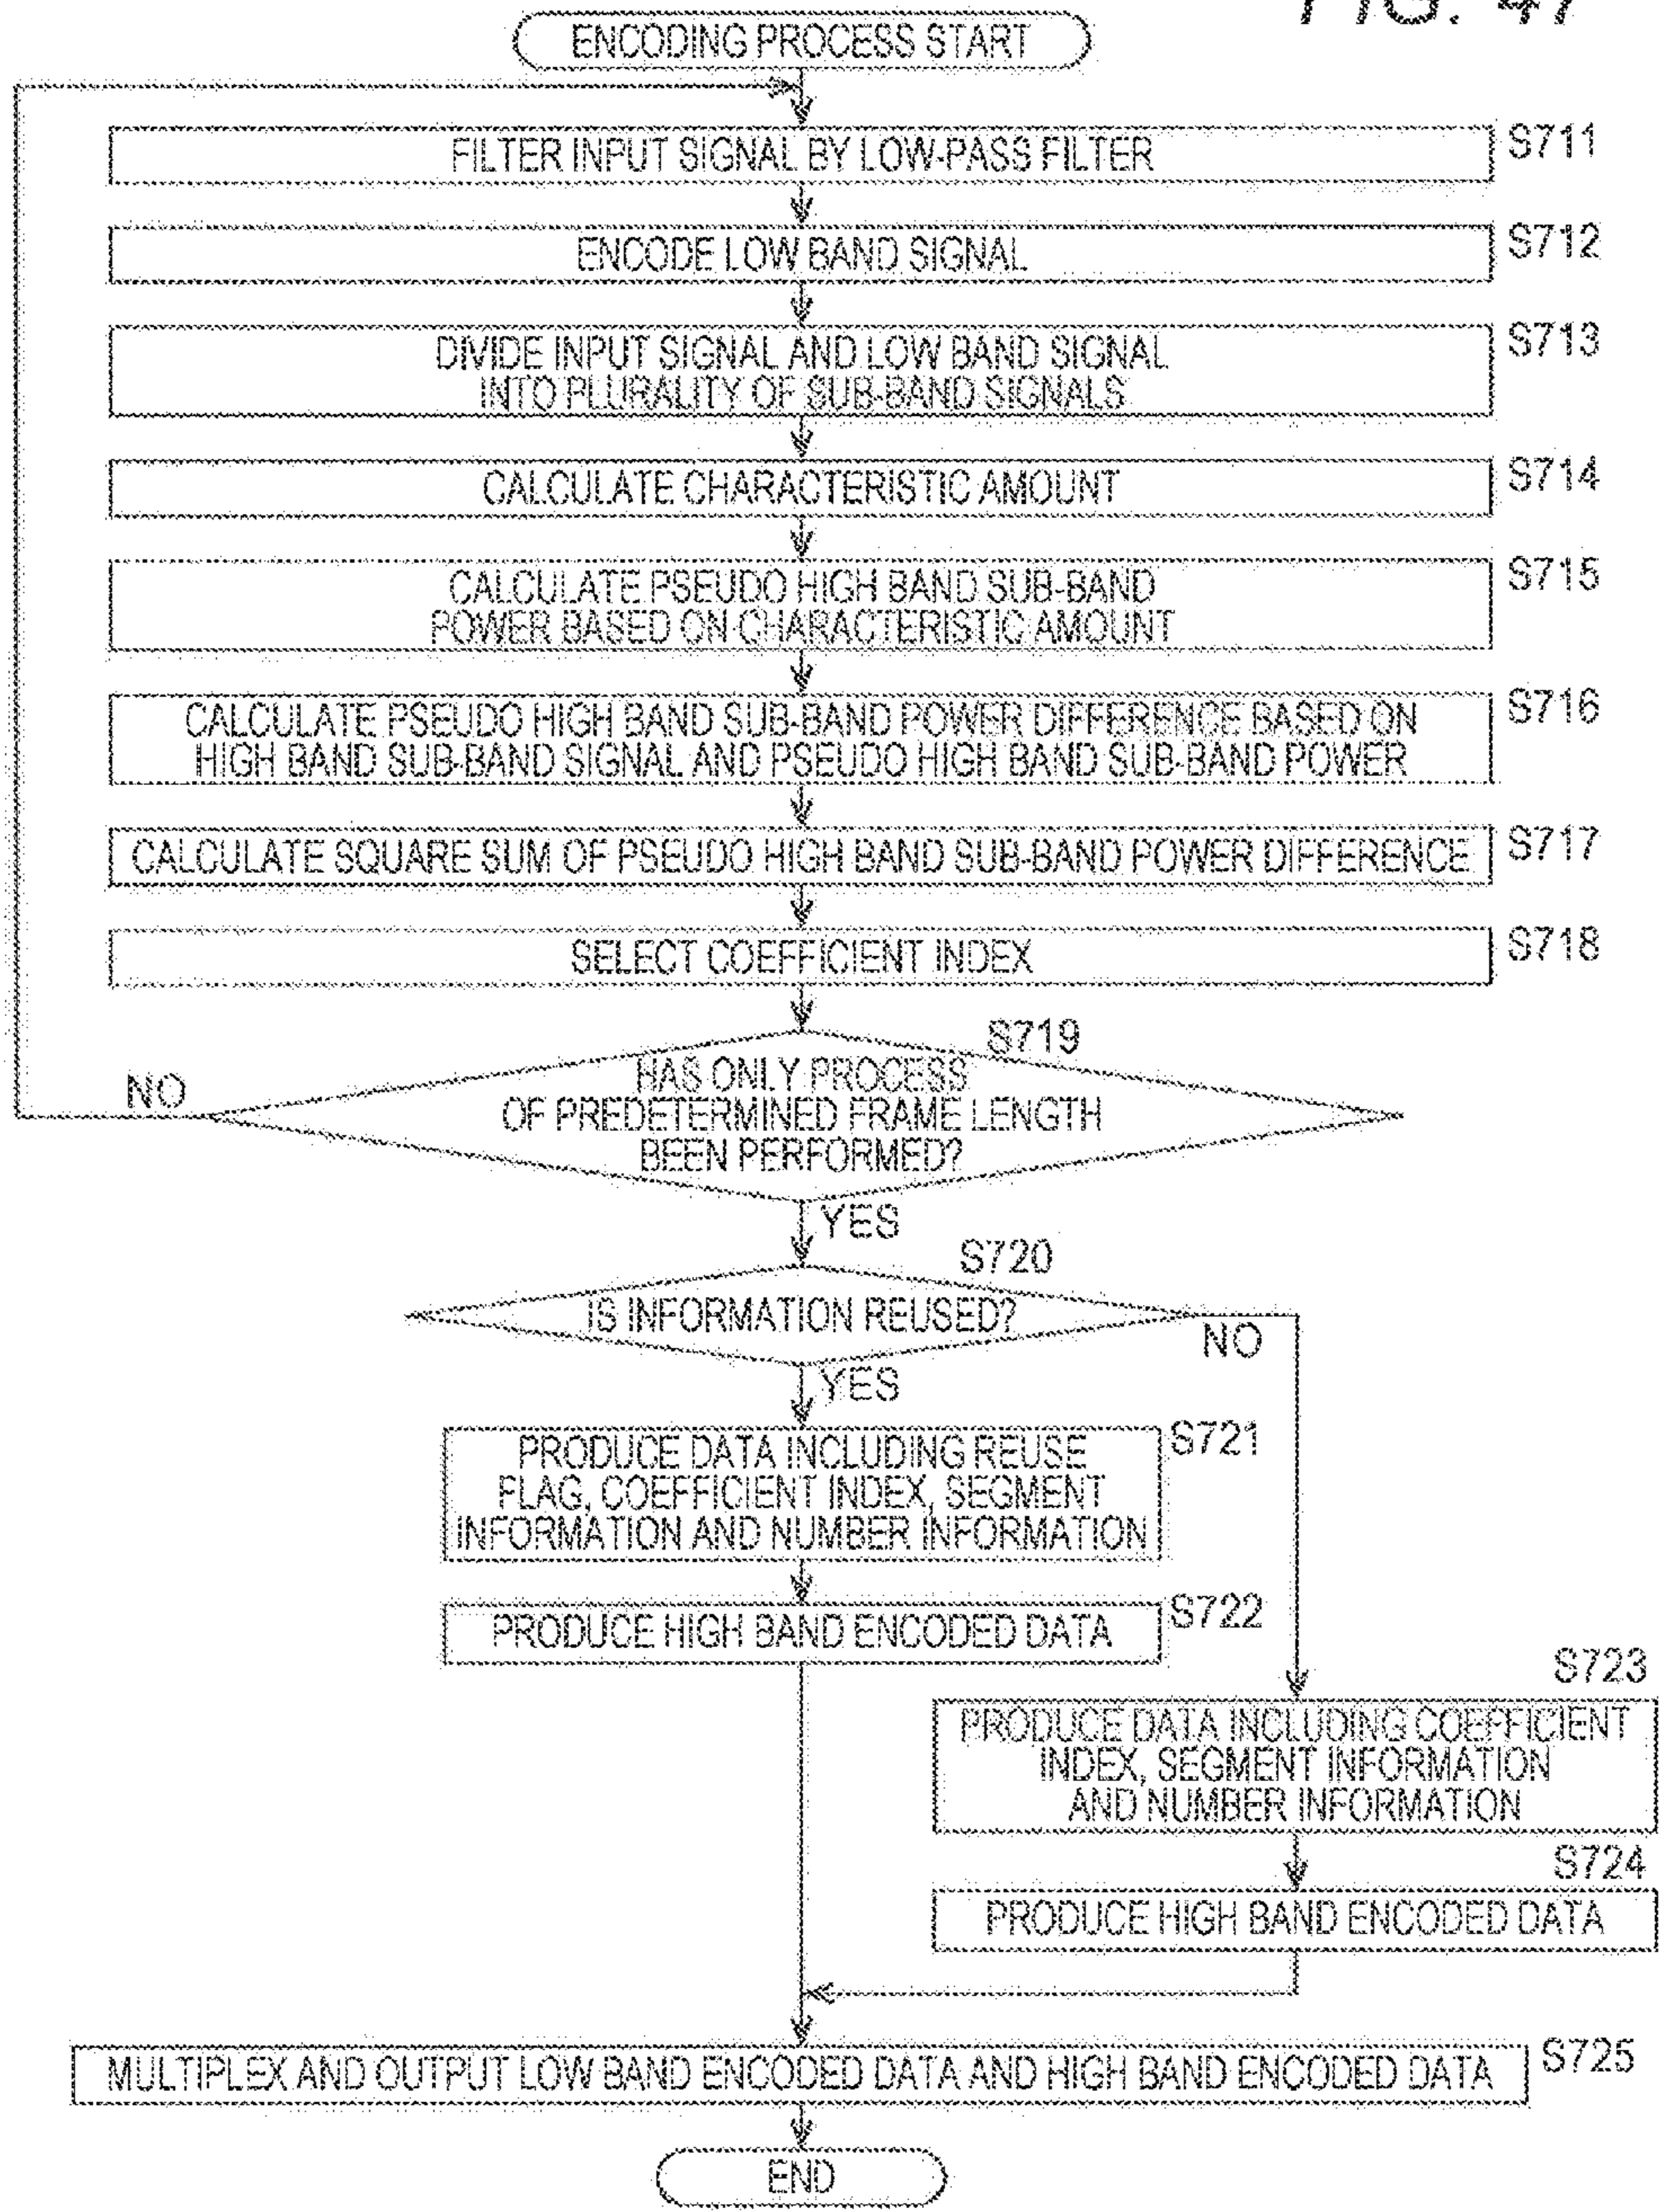 FIG. 47
ENCODING PROCESS START
FILTER INPUT SIGNAL BY LOW-PASS FILTER
S711
ENCODE LOW BAND SIGNAL
S712
DIVIDE INPUT SIGNAL AND LOW BAND SIGNAL
INTO PLURALITY OF SUB-BAND SIGNALS
S713
CALCULATE CHARACTERISTIC AMOUNT
S714
CALCULATE PSEUDO HIGH BAND SUB-BAND
POWER BASED ON CHARACTERISTIC AMOUNT
S715
CALCULATE PSEUDO HIGH BAND SUB-BAND POWER DIFFERENCE BASED ON
HIGH BAND SUB-BAND SIGNAL AND PSEUDO HIGH BAND SUB-BAND POWER
S716
CALCULATE SQUARE SUM OF PSEUDO HIGH BAND SUB-BAND POWER DIFFERENCE
S717
SELECT COEFFICIENT INDEX
S718
S719
HAS ONLY PROCESS
OF PREDETERMINED FRAME LENGTH
BEEN PERFORMED?
NO
YES
S720
IS INFORMATION REUSED?
NO
YES
S721
PRODUCE DATA INCLUDING REUSE
FLAG, COEFFICIENT INDEX, SEGMENT
INFORMATION AND NUMBER INFORMATION
S722
PRODUCE HIGH BAND ENCODED DATA
S723
PRODUCE DATA INCLUDING COEFFICIENT
INDEX, SEGMENT INFORMATION
AND NUMBER INFORMATION
S724
PRODUCE HIGH BAND ENCODED DATA
MULTIPLEX AND OUTPUT LOW BAND ENCODED DATA AND HIGH BAND ENCODED DATA
S725
END